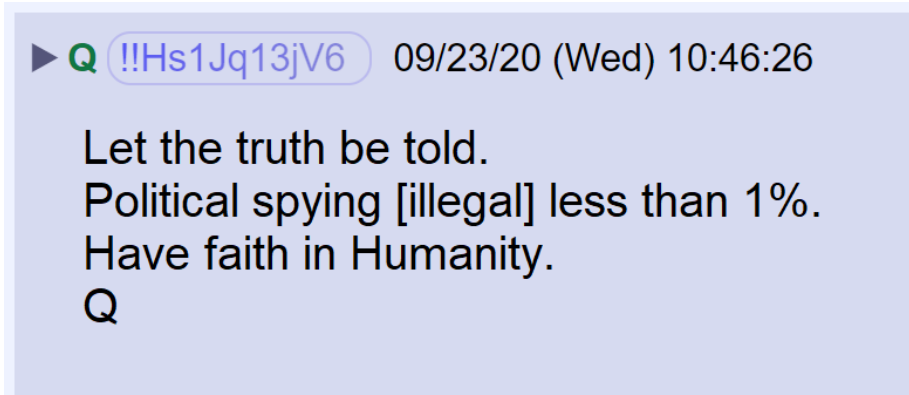 ▶ Q !!Hs1Jq13jV6 09/23/20 (Wed) 10:46:26
Let the truth be told.
Political spying [illegal] less than 1%.
Have faith in Humanity.
Q